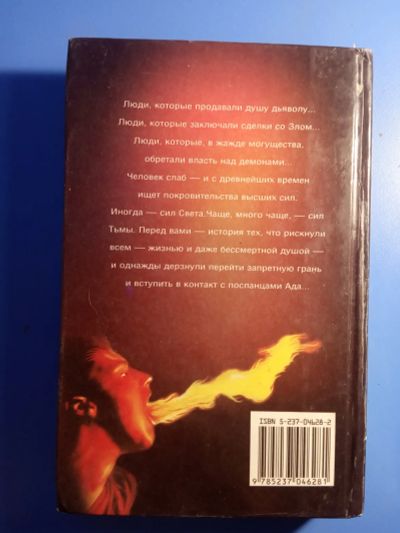 Люди, которые продавали душу дьяволу...
Люди, которые заключали сделки со Злом...
Люди, которые, в жажде могущества,
обретали власть над демонами...
Человек слаб — и с древнейших времен
ищет покровительства высших сил.
Иногда — сил Света.Чаще, много чаще, — сил
Тьмы. Перед вами — история тех, что рискнули
всем — жизнью и даже бессмертной душой —
и однажды дерзнули перейти запретную грань
и вступить в контакт с посланцами Ада...
ISBN 5-237-04628-2
9785237046281